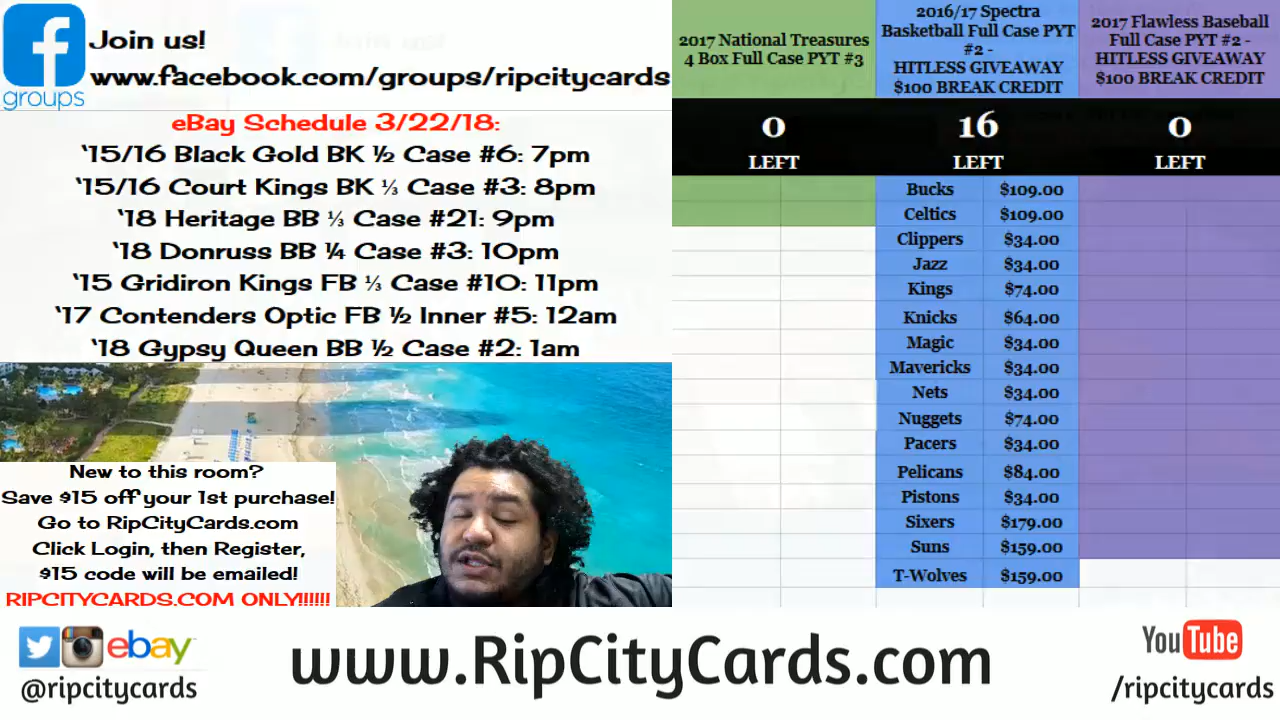 f
groups
Join us!
www.facebook.com/groups/ripcitycards
eBay Schedule 3/22/18:
'15/16 Black Gold BK ½ Case #6: 7pm
'15/16 Court Kings BK ⅓ Case #3: 8pm
'18 Heritage BB ⅓ Case #21: 9pm
'18 Donruss BB ¼ Case #3: 10pm
'15 Gridiron Kings FB ⅓ Case #10: 11pm
'17 Contenders Optic FB ½ Inner #5: 12am
'18 Gypsy Queen BB ½ Case #2: 1am
New to this room?
Save $15 off your 1st purchase!
Go to RipCityCards.com
Click Login, then Register,
$15 code will be emailed!
RIPCITYCARDS.COM ONLY!!!!!!
2017 National Treasures
4 Box Full Case PYT #3
0
LEFT
2016/17 Spectra
Basketball Full Case PYT
#2 -
HITLESS GIVEAWAY
$100 BREAK CREDIT
16
LEFT
Bucks $109.00
Celtics $109.00
Clippers $34.00
Jazz $34.00
Kings $74.00
Knicks $64.00
Magic $34.00
Mavericks $34.00
Nets $34.00
Nuggets $74.00
Pacers $34.00
Pelicans $84.00
Pistons $34.00
Sixers $179.00
Suns $159.00
T-Wolves $159.00
2017 Flawless Baseball
Full Case PYT #2 -
HITLESS GIVEAWAY
$100 BREAK CREDIT
0
LEFT
ebay
@ripcitycards
www.RipCityCards.com
YouTube
/ripcitycards